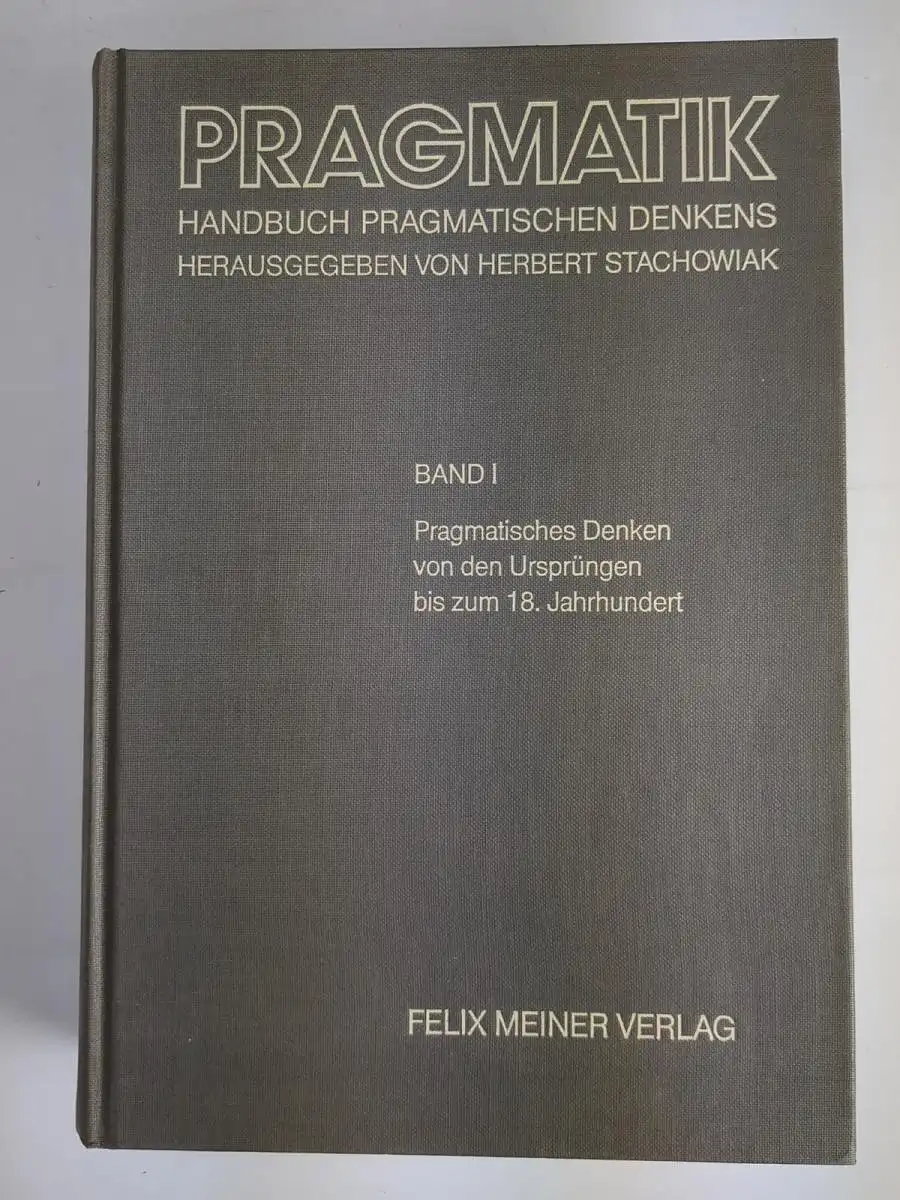 PRAGMATIK
HANDBUCH PRAGMATISCHEN DENKENS
HERAUSGEGEBEN VON HERBERT STACHOWIAK
BAND I
Pragmatisches Denken
von den Ursprüngen
bis zum 18. Jahrhundert
FELIX MEINER VERLAG